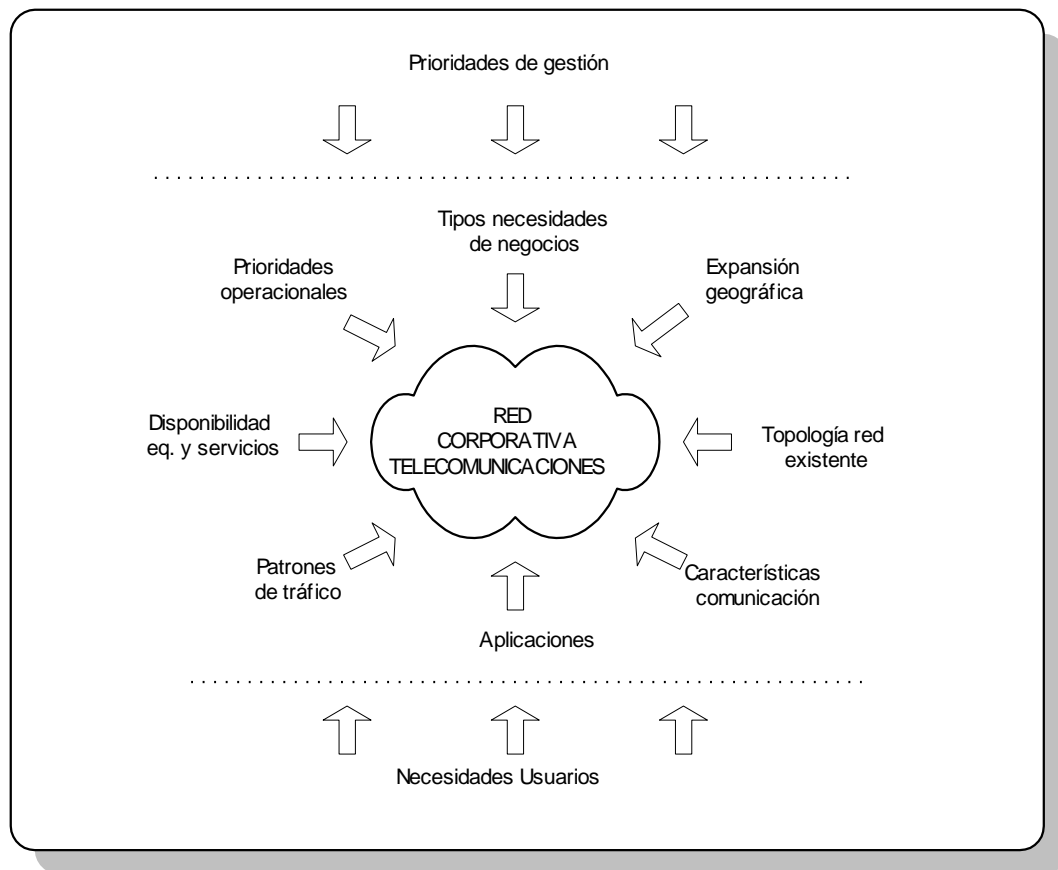 Prioridades de gestión
Tipos necesidades
de negocios
Prioridades
operacionales
Expansión
geográfica
Disponibilidad
eq. y servicios
RED
CORPORATIVA
TELECOMUNICACIONES
Topología red
existente
Patrones
de tráfico
Características
comunicación
Aplicaciones
Necesidades Usuarios